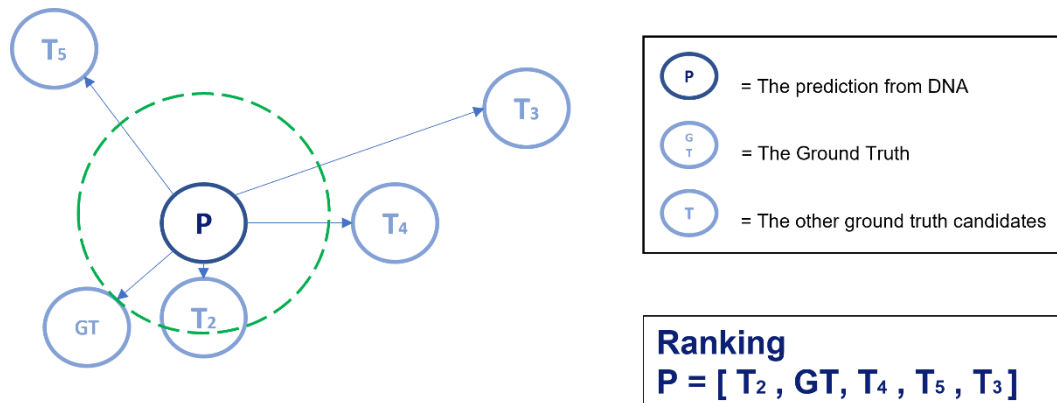 T5
T3
P
T4
GT
T2
P
= The prediction from DNA
G
T
= The Ground Truth
T
= The other ground truth candidates
Ranking
P = [ T2 , GT, T4 , T5 , T3 ]